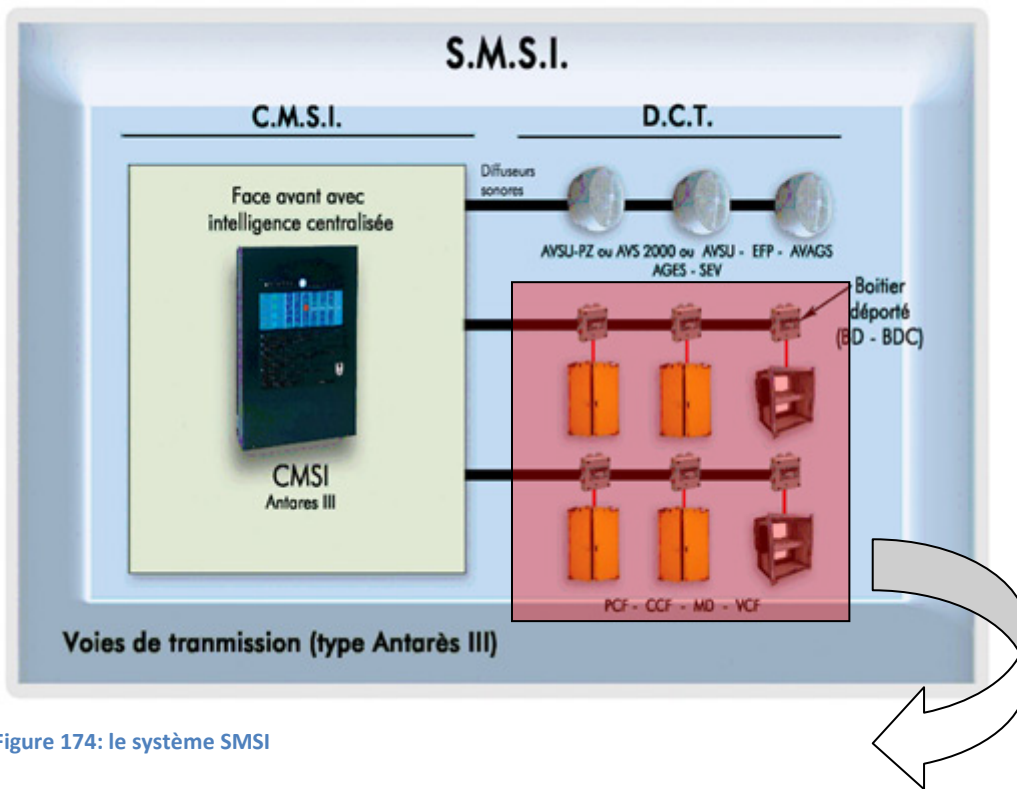 S.M.S.I.
C.M.S.I.
D.C.T.
Face avant avec
intelligence centralisée
CMSI
Antares III
Diffuseurs
sonores
AVSU-PZ ou AVS 2000 ou AVSU - EFP - AVAGS
AGES - SEV
Boitier
déporté
(BD - BDC)
PCF - CCF - MD - VCF
Voies de tranmission (type Antarès III)
Figure 174: le système SMSI